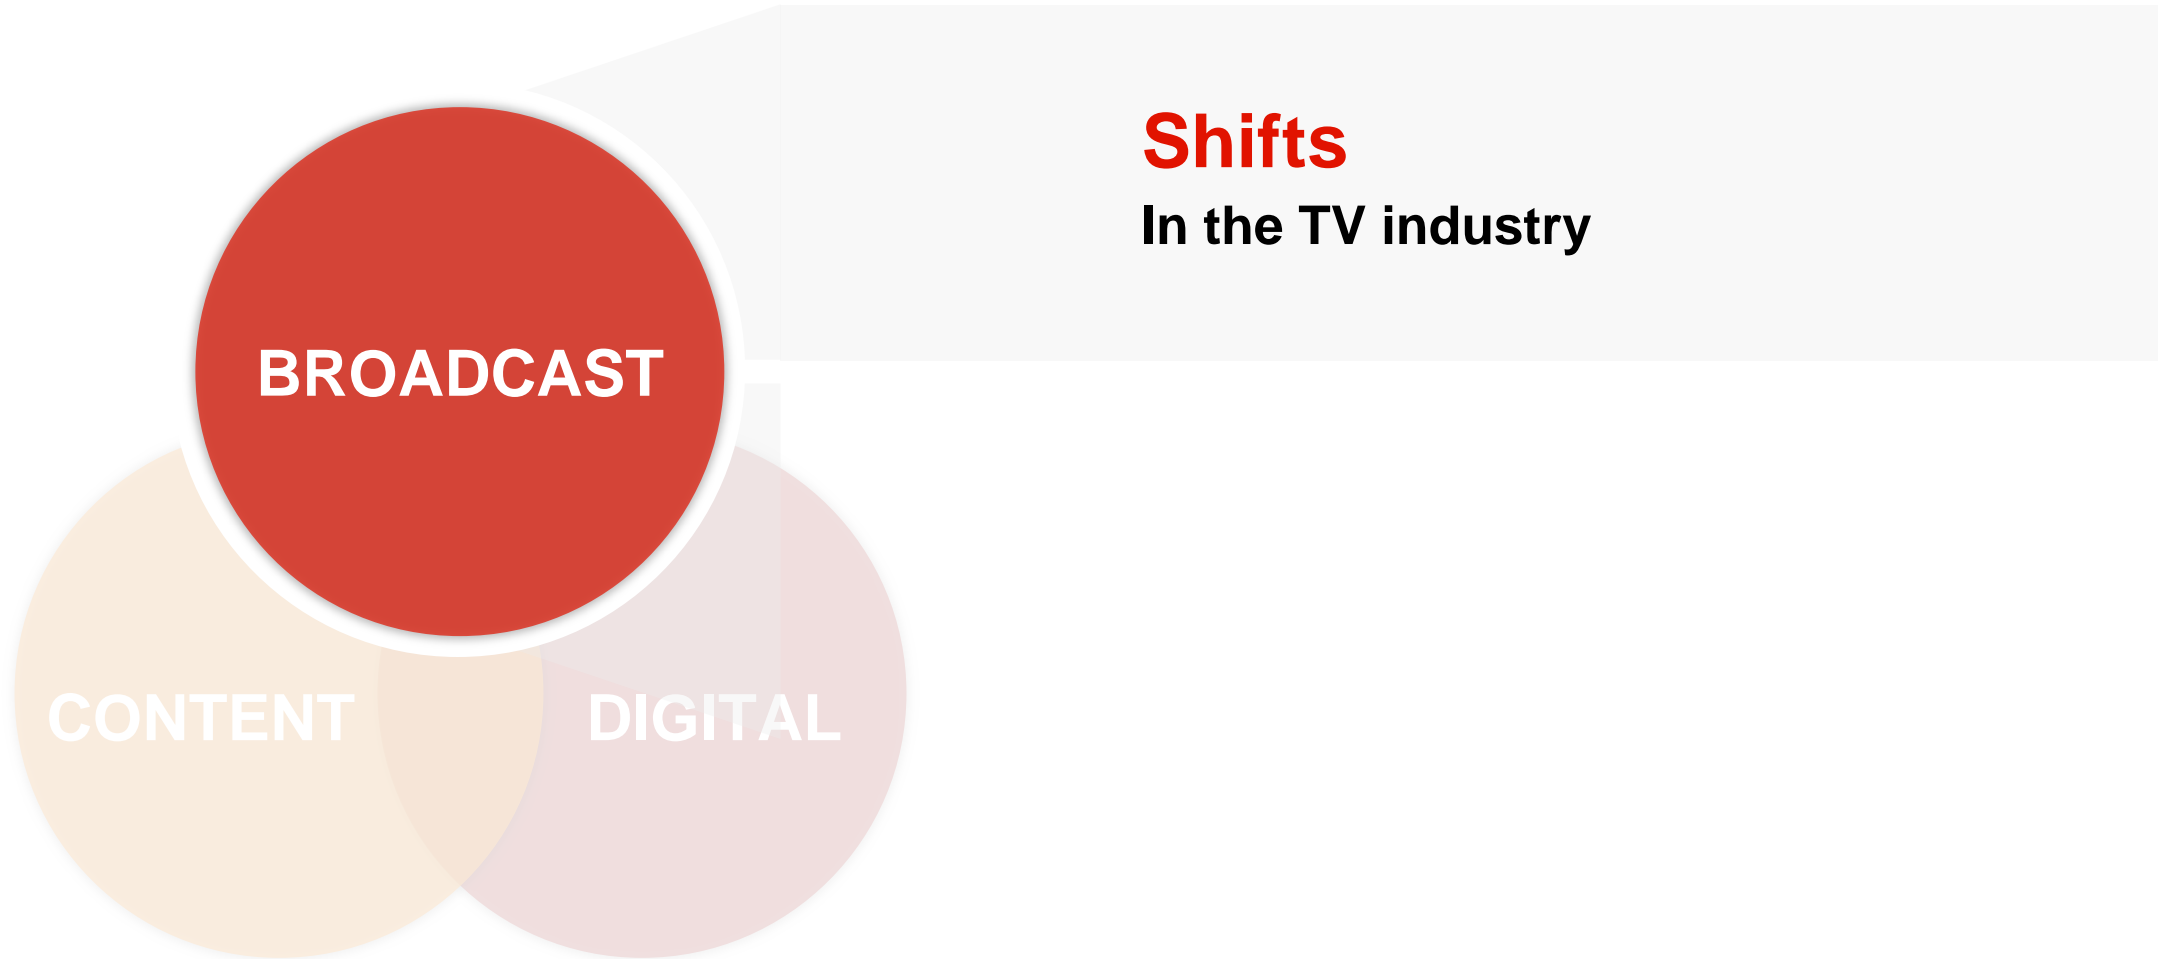 Shifts
In the TV industry
BROADCAST
CONTENT
DIGITAL